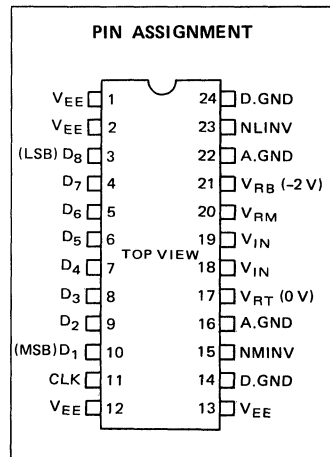 PIN ASSIGNMENT
VEE 1 24 D.GND
VEE 2 23 NLINV
(LSB) D8 3 22 A.GND
D7 4 21 VRB (–2 V)
D6 5 20 VRM
D5 6 19 VIN
TOP VIEW
D4 7 18 VIN
D3 8 17 VRT (0 V)
D2 9 16 A.GND
(MSB) D1 10 15 NMINV
CLK 11 14 D.GND
VEE 12 13 VEE